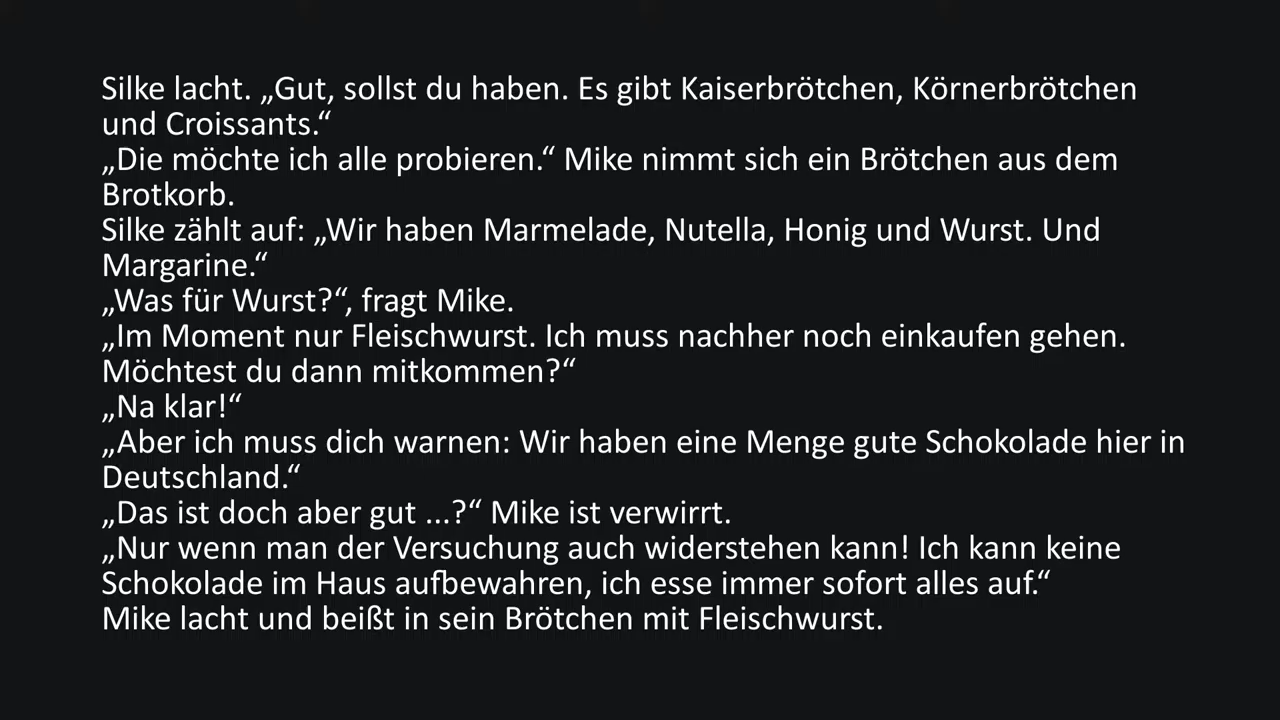 Silke lacht. „Gut, sollst du haben. Es gibt Kaiserbrötchen, Körnerbrötchen
und Croissants.“
„Die möchte ich alle probieren.“ Mike nimmt sich ein Brötchen aus dem
Brotkorb.
Silke zählt auf: „Wir haben Marmelade, Nutella, Honig und Wurst. Und
Margarine.“
„Was für Wurst?“, fragt Mike.
„Im Moment nur Fleischwurst. Ich muss nachher noch einkaufen gehen.
Möchtest du dann mitkommen?“
„Na klar!“
„Aber ich muss dich warnen: Wir haben eine Menge gute Schokolade hier in
Deutschland.“
„Das ist doch aber gut ...?“ Mike ist verwirrt.
„Nur wenn man der Versuchung auch widerstehen kann! Ich kann keine
Schokolade im Haus aufbewahren, ich esse immer sofort alles auf.“
Mike lacht und beißt in sein Brötchen mit Fleischwurst.